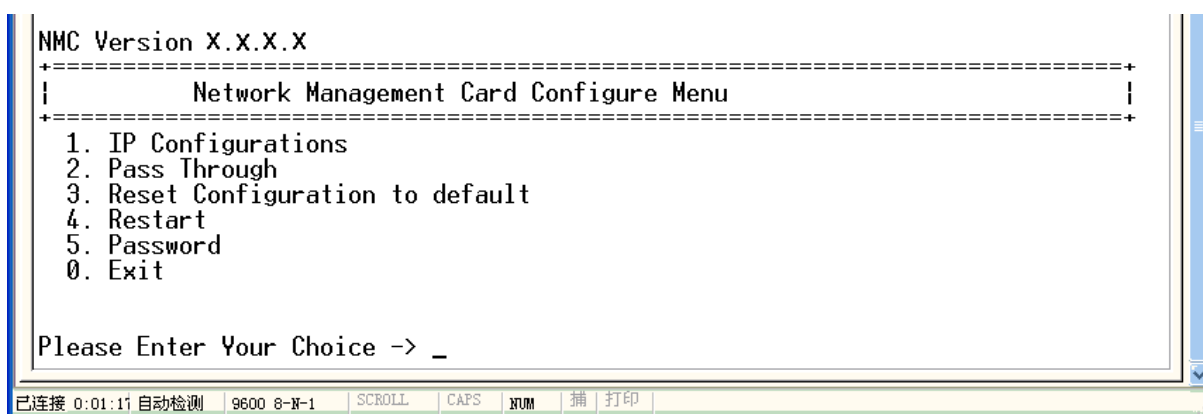 NMC Version X.X.X.X
+==========================================================================+
| Network Management Card Configure Menu |
+==========================================================================+
1. IP Configurations
2. Pass Through
3. Reset Configuration to default
4. Restart
5. Password
0. Exit
Please Enter Your Choice -> _
已连接 0:01:17 自动检测 9600 8-N-1 SCROLL CAPS NUM 捕 打印